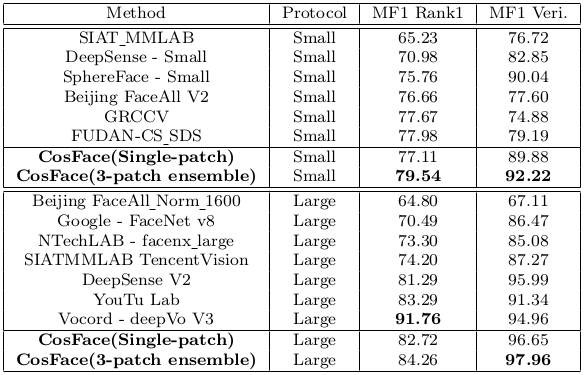 Method Protocol MF1 Rank1 MF1 Veri.
SIAT_MMLAB Small 65.23 76.72
DeepSense - Small Small 70.98 82.85
SphereFace - Small Small 75.76 90.04
Beijing FaceAll V2 Small 76.66 77.60
GRCCV Small 77.67 74.88
FUDAN-CS_SDS Small 77.98 79.19
CosFace(Single-patch) Small 77.11 89.88
CosFace(3-patch ensemble) Small 79.54 92.22
Beijing FaceAll_Norm_1600 Large 64.80 67.11
Google - FaceNet v8 Large 70.49 86.47
NTechLAB - facenx_large Large 73.30 85.08
SIATMMLAB TencentVision Large 74.20 87.27
DeepSense V2 Large 81.29 95.99
YouTu Lab Large 83.29 91.34
Vocord - deepVo V3 Large 91.76 94.96
CosFace(Single-patch) Large 82.72 96.65
CosFace(3-patch ensemble) Large 84.26 97.96